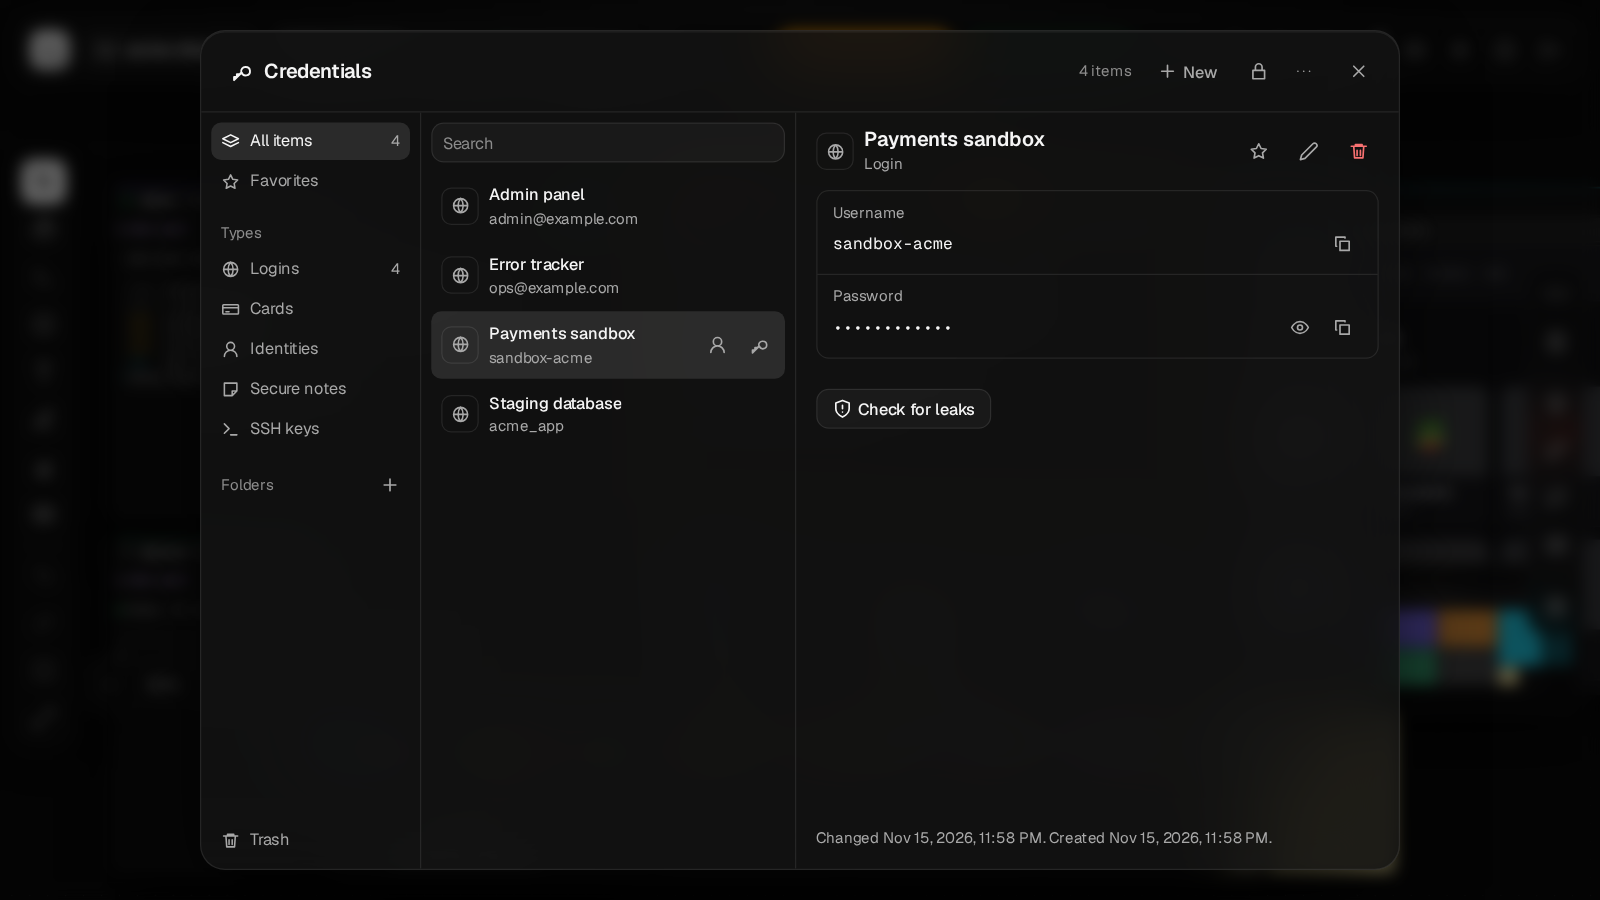 Credentials
4 items
New
All items 4
Favorites
Types
Logins 4
Cards
Identities
Secure notes
SSH keys
Folders
Trash
Search
Admin panel
admin@example.com
Error tracker
ops@example.com
Payments sandbox
sandbox-acme
Staging database
acme_app
Payments sandbox
Login
Username
sandbox-acme
Password
••••••••••••
Check for leaks
Changed Nov 15, 2026, 11:58 PM. Created Nov 15, 2026, 11:58 PM.